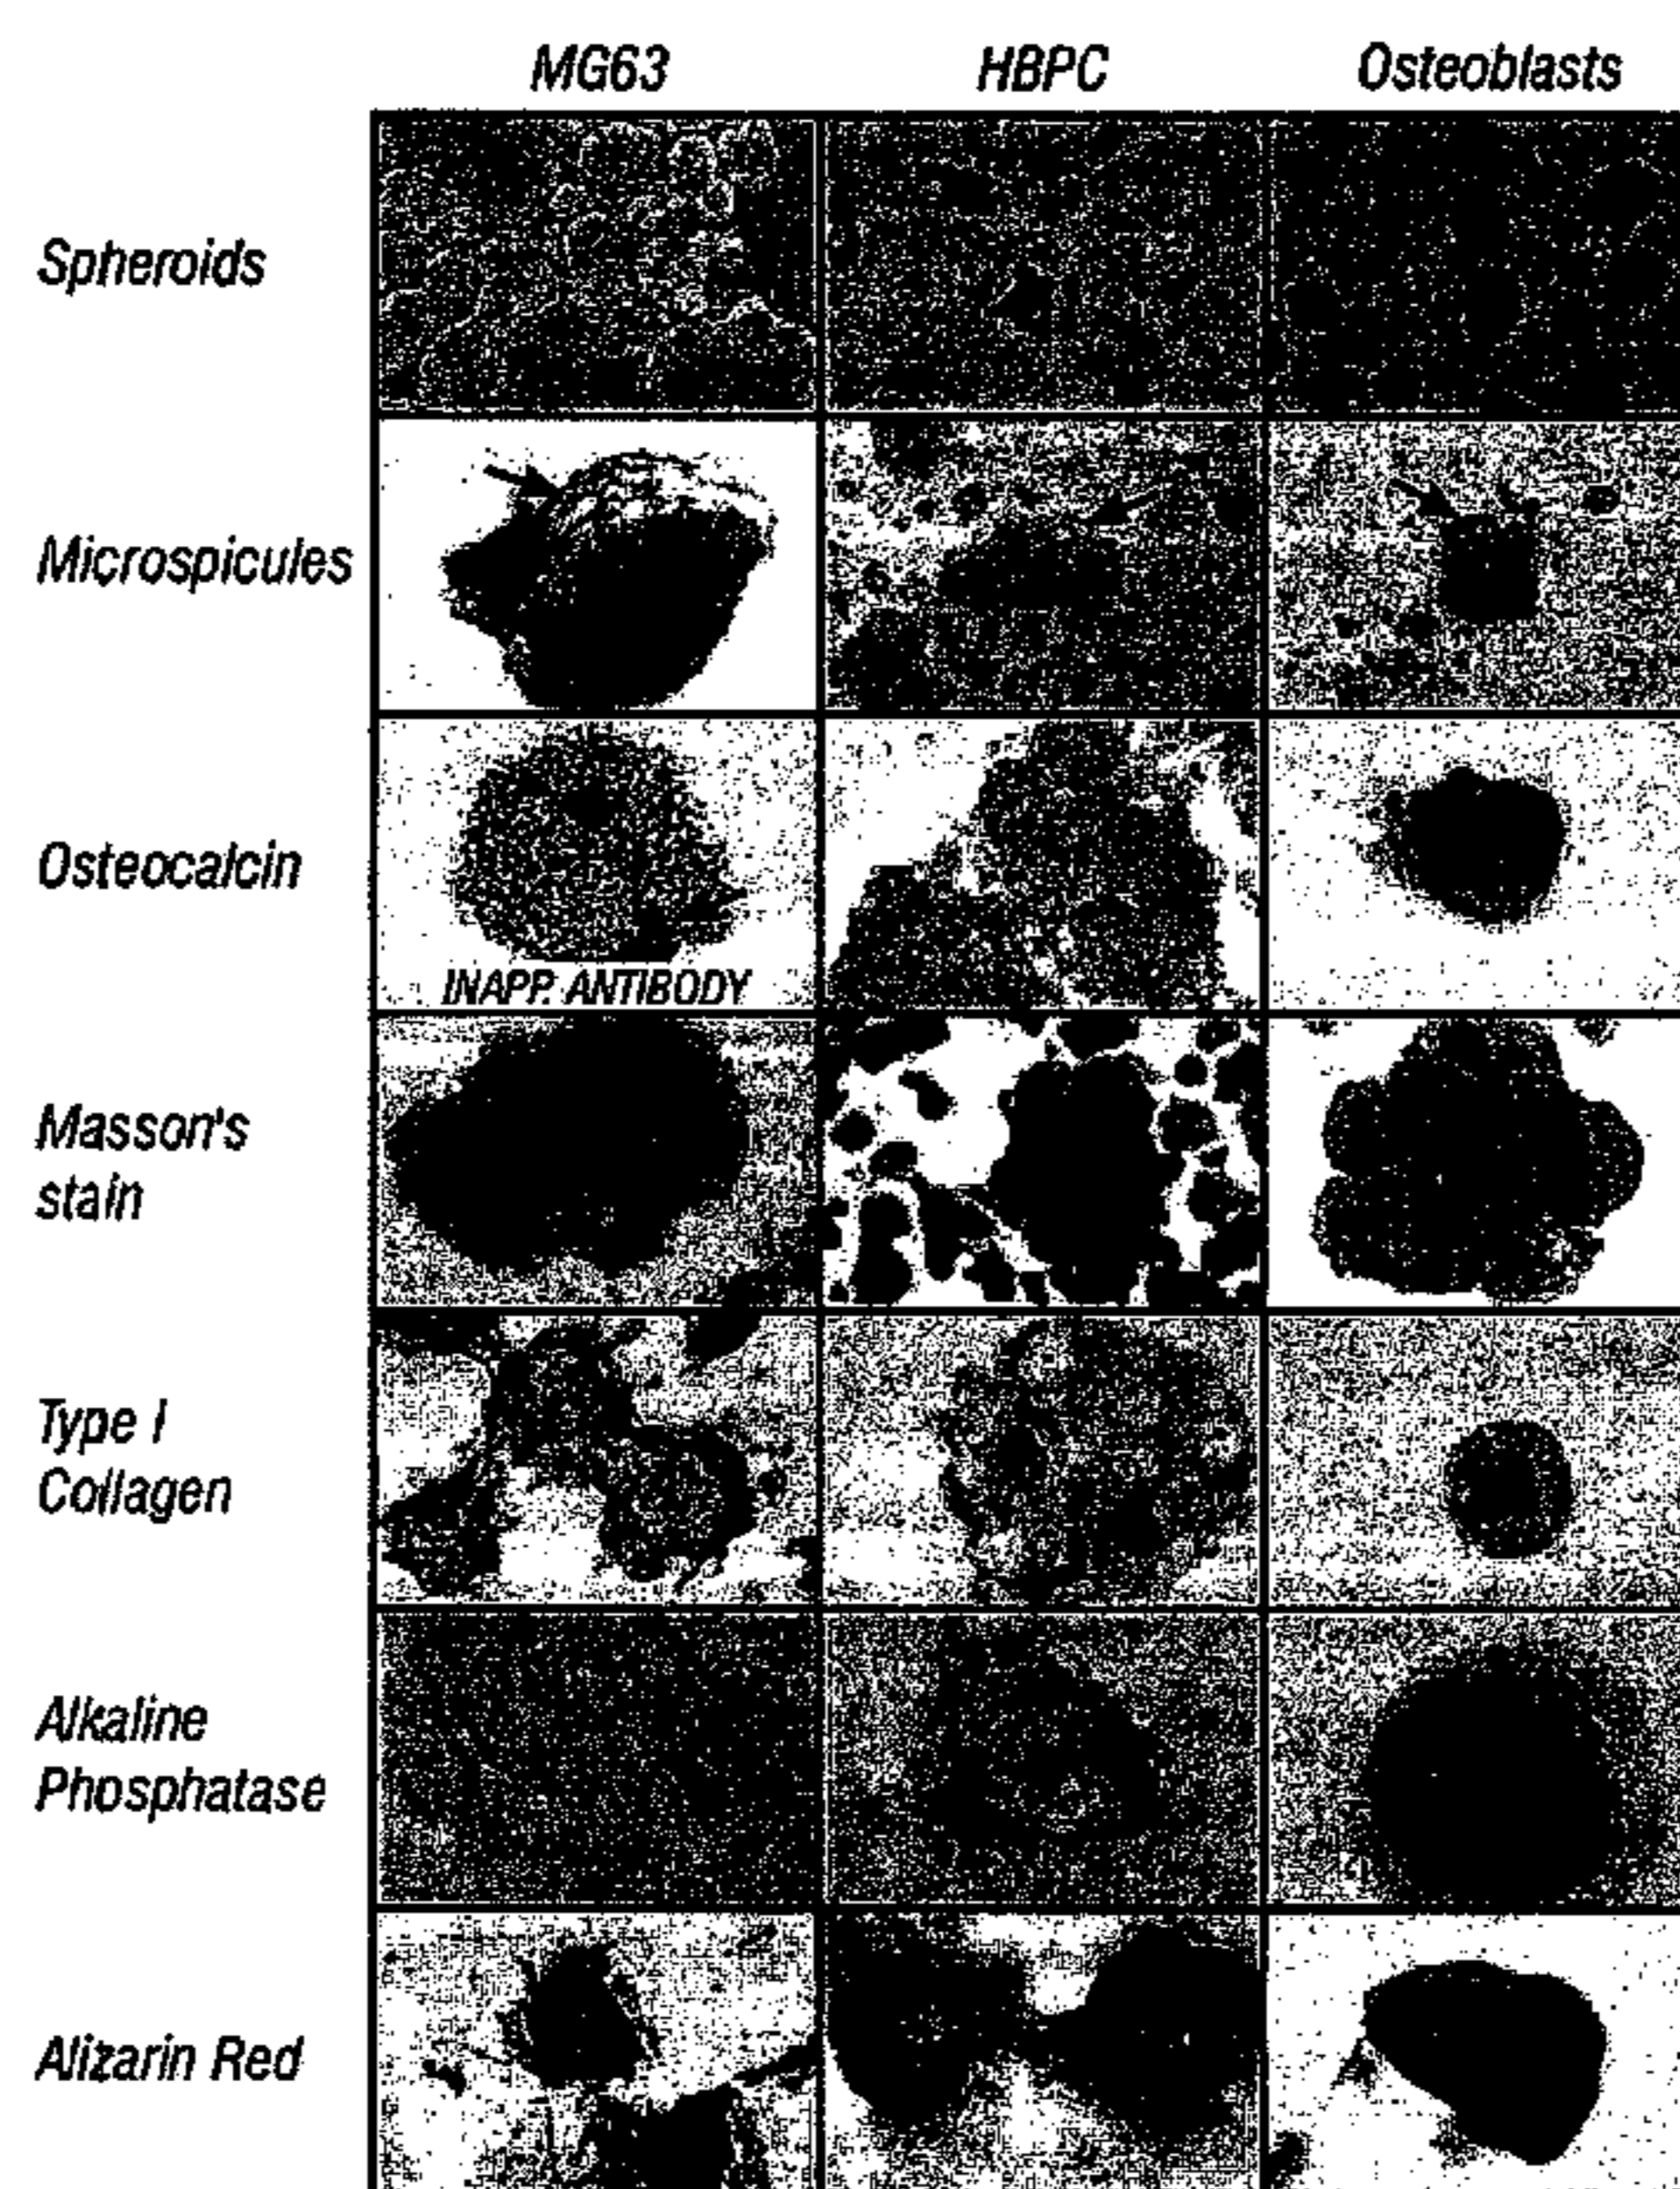 MG63 HBPC Osteoblasts
Spheroids
Microspicules
Osteocalcin
INAPP. ANTIBODY
Masson's
stain
Type I
Collagen
Alkaline
Phosphatase
Alizarin Red